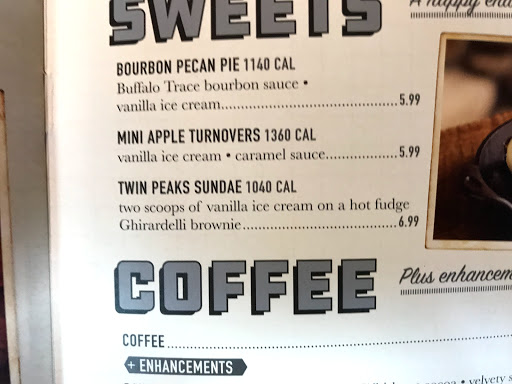 SWEETS
A happy
BOURBON PECAN PIE 1140 CAL
Buffalo Trace bourbon sauce •
vanilla ice cream..........5.99
MINI APPLE TURNOVERS 1360 CAL
vanilla ice cream • caramel sauce..........5.99
TWIN PEAKS SUNDAE 1040 CAL
two scoops of vanilla ice cream on a hot fudge
Ghirardelli brownie..........6.99
COFFEE
Plus enhancem
COFFEE..........
+ ENHANCEMENTS
• velvety s